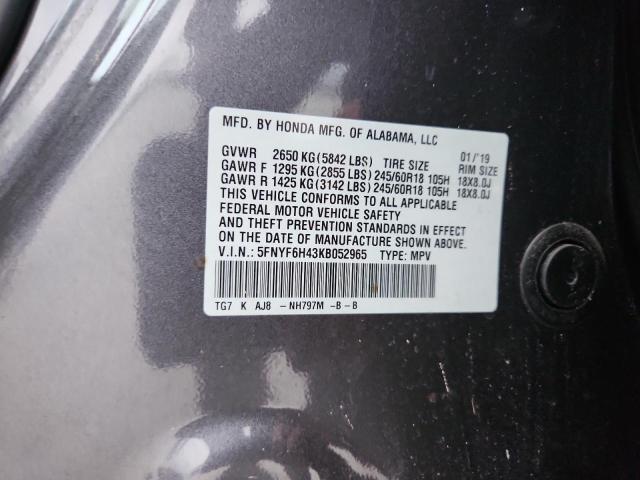 MFD. BY HONDA MFG. OF ALABAMA, LLC
GVWR 2650 KG(5842 LBS) TIRE SIZE 01/'19 RIM SIZE
GAWR F 1295 KG(2855 LBS) 245/60R18 105H 18X8.0J
GAWR R 1425 KG(3142 LBS) 245/60R18 105H 18X8.0J
THIS VEHICLE CONFORMS TO ALL APPLICABLE
FEDERAL MOTOR VEHICLE SAFETY
AND THEFT PREVENTION STANDARDS IN EFFECT
ON THE DATE OF MANUFACTURE SHOWN ABOVE.
V.I.N.: 5FNYF6H43KB052965 TYPE: MPV
TG7 K AJ8 - NH797M -B - B